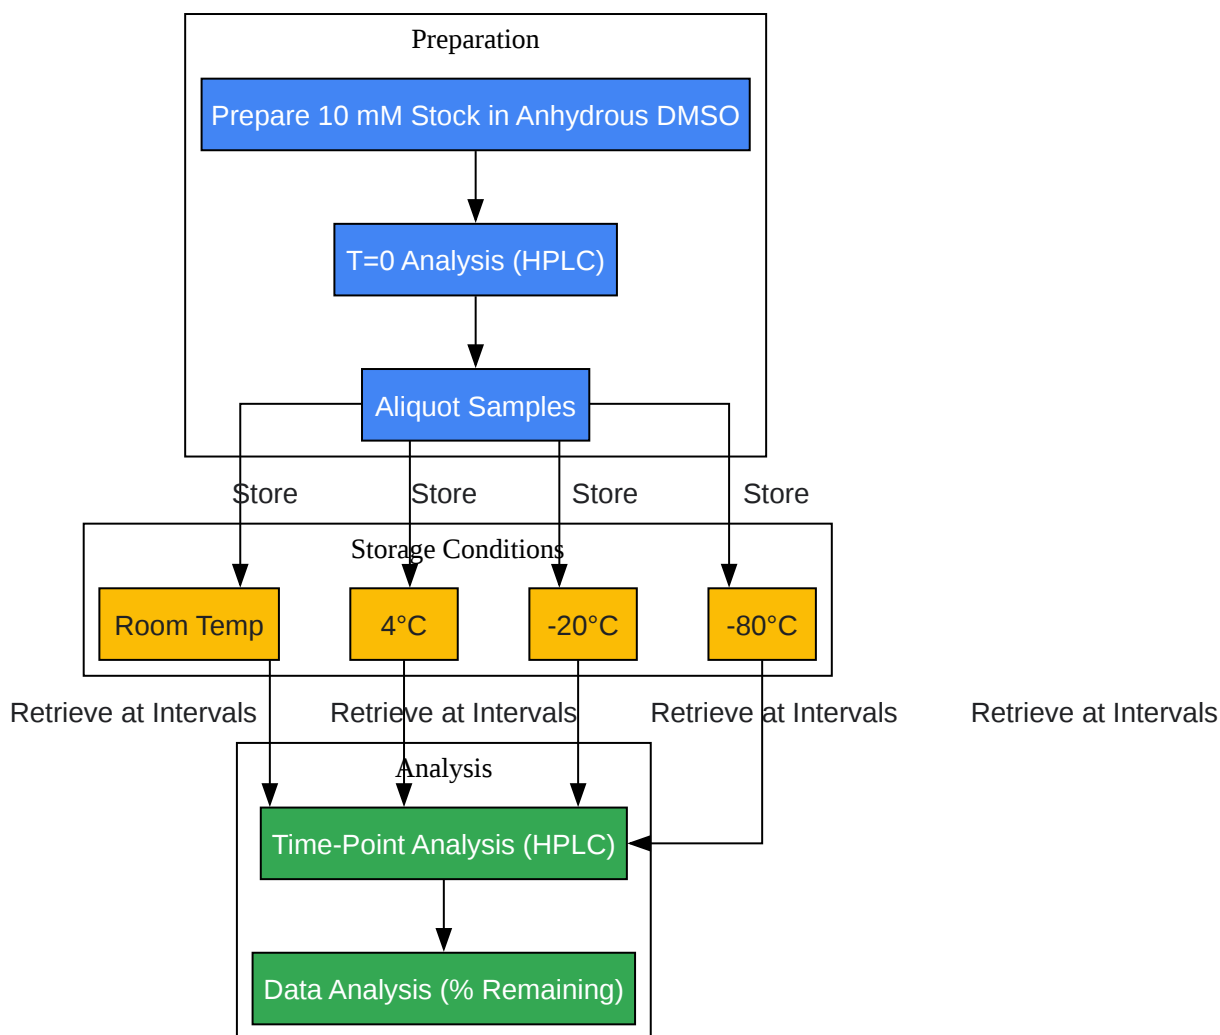 Preparation
Prepare 10 mM Stock in Anhydrous DMSO
T=0 Analysis (HPLC)
Aliquot Samples
Store Store Store Store
Storage Conditions
Room Temp 4°C -20°C -80°C
Retrieve at Intervals Retrieve at Intervals Retrieve at Intervals Retrieve at Intervals
Analysis
Time-Point Analysis (HPLC)
Data Analysis (% Remaining)